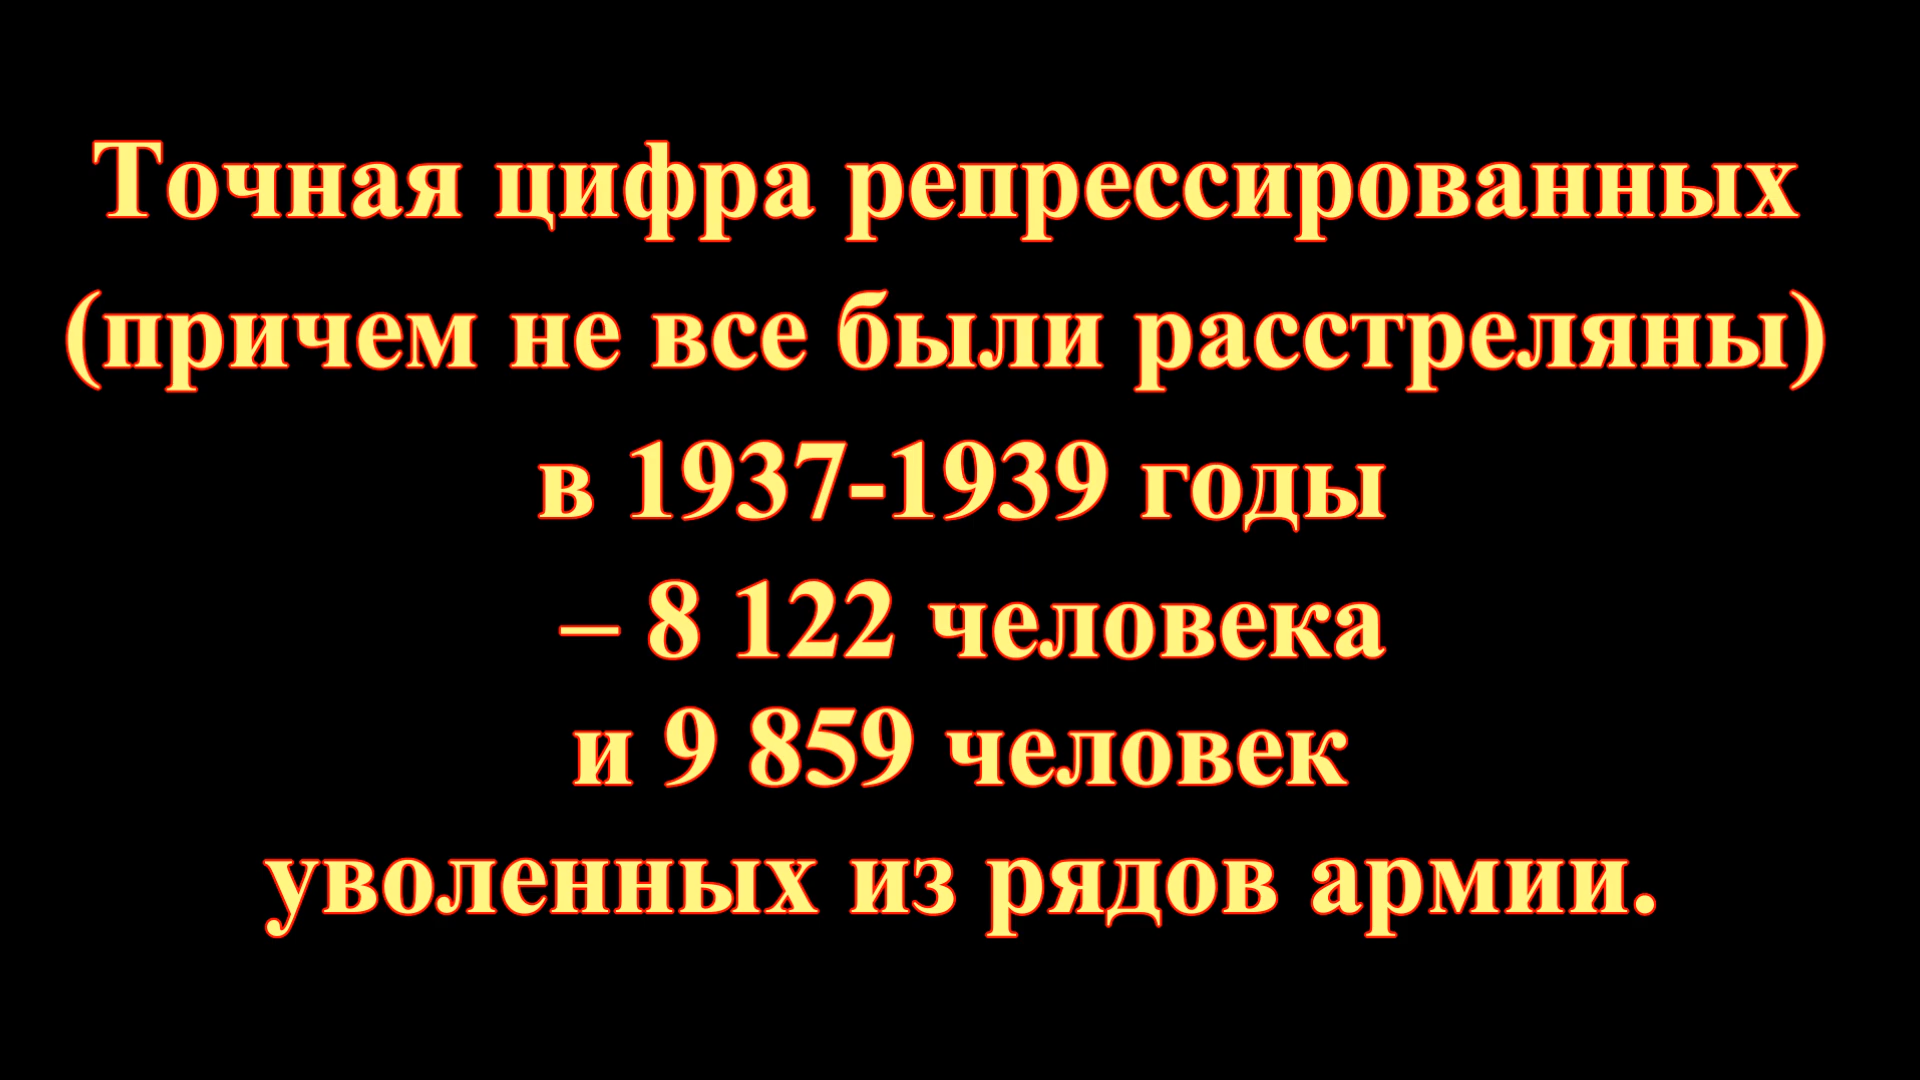 Точная цифра репрессированных
(причем не все были расстреляны)
в 1937-1939 годы
– 8 122 человека
и 9 859 человек
уволенных из рядов армии.